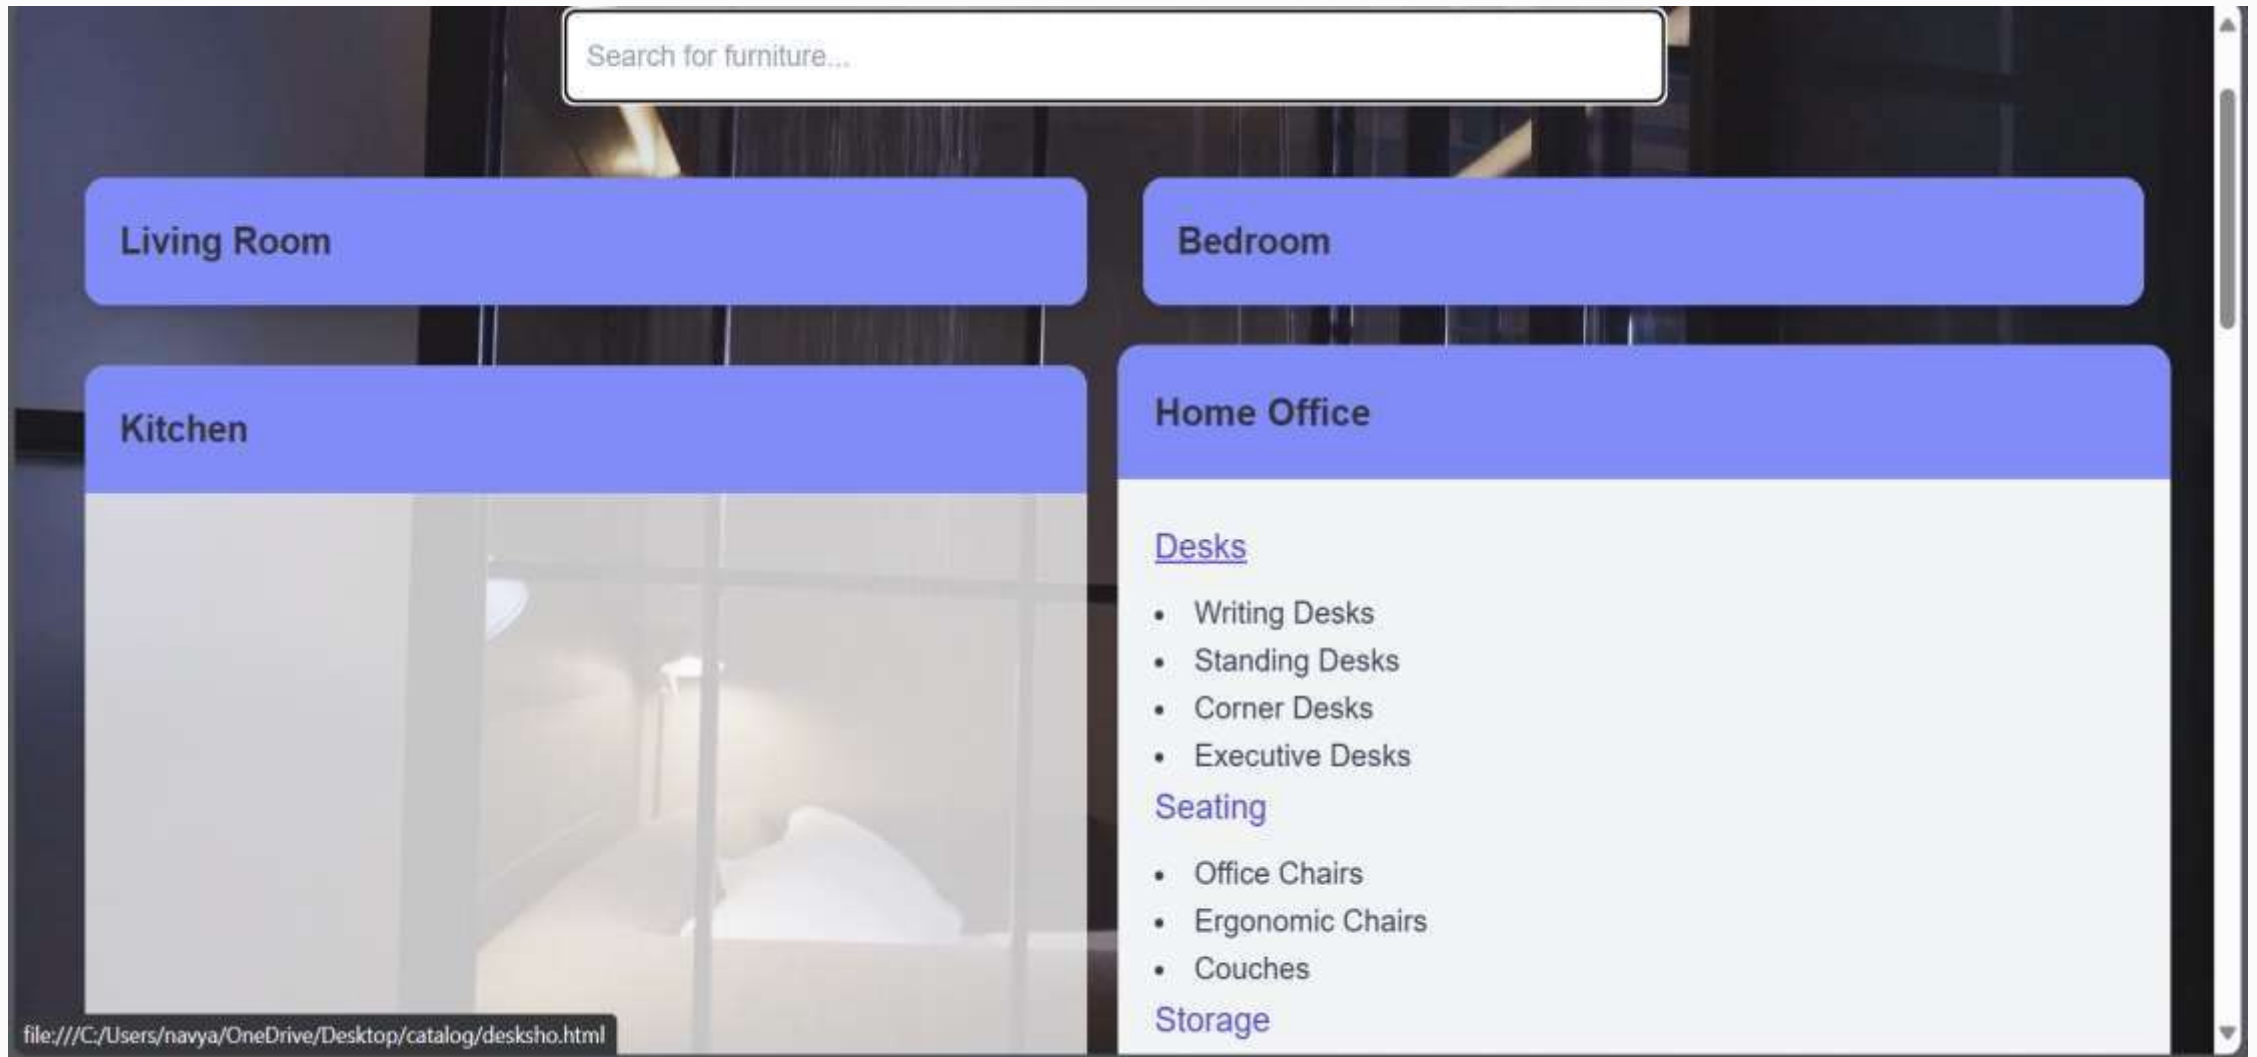 Search for furniture...
Living Room
Bedroom
Kitchen
Home Office
Desks
Writing Desks
Standing Desks
Corner Desks
Executive Desks
Seating
Office Chairs
Ergonomic Chairs
Couches
Storage
file:///C:/Users/navya/OneDrive/Desktop/catalog/desksho.html